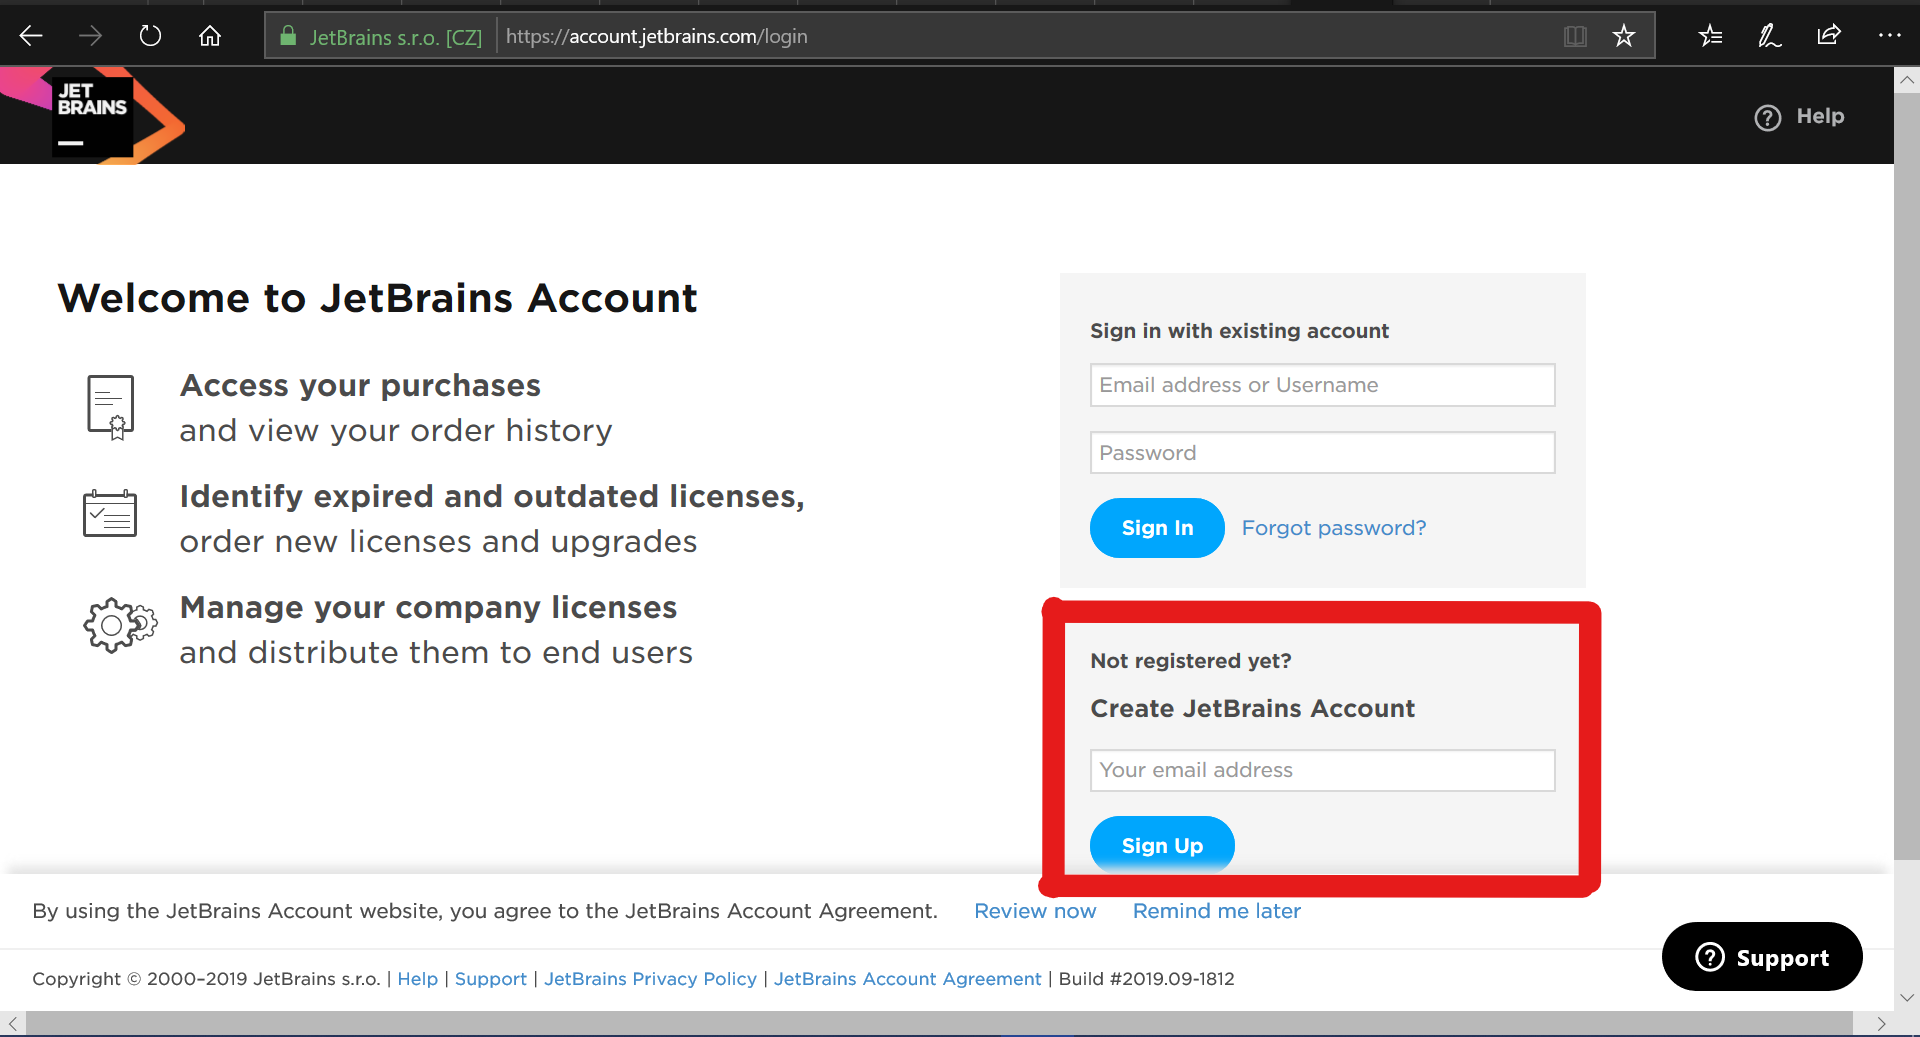 JetBrains s.r.o. [CZ] https://account.jetbrains.com/login
JET
BRAINS
Help
Welcome to JetBrains Account
Access your purchases
and view your order history
Identify expired and outdated licenses,
order new licenses and upgrades
Manage your company licenses
and distribute them to end users
Sign in with existing account
Email address or Username
Password
Sign In Forgot password?
Not registered yet?
Create JetBrains Account
Your email address
Sign Up
By using the JetBrains Account website, you agree to the JetBrains Account Agreement. Review now Remind me later
Support
Copyright © 2000–2019 JetBrains s.r.o. | Help | Support | JetBrains Privacy Policy | JetBrains Account Agreement | Build #2019.09-1812